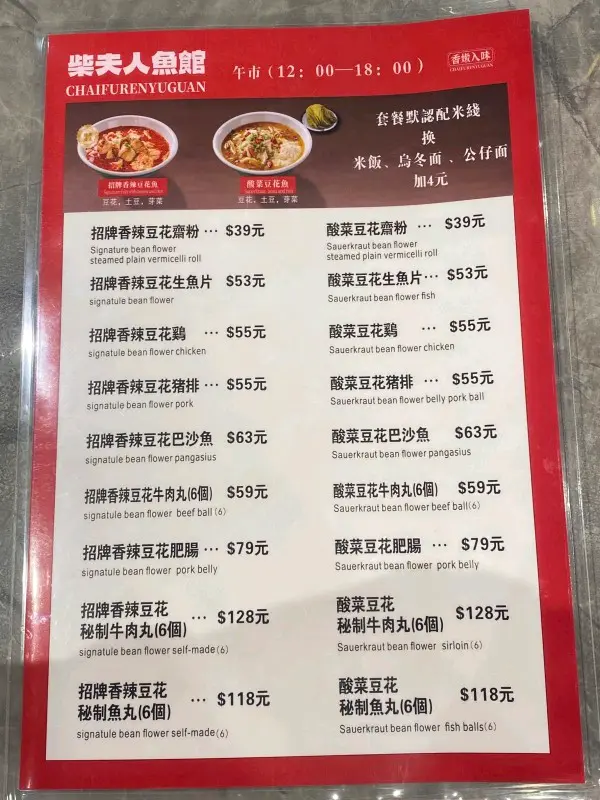 柴夫人魚館
CHAIFURENYUGUAN
午市(12：00—18：00)
香嫩入味
CHAIFURENYUGUAN
套餐默認配米綫
換
米飯、烏冬面、公仔面
加4元
招牌香辣豆花魚
豆花，土豆，芽菜
酸菜豆花魚
豆花，土豆，芽菜
招牌香辣豆花齋粉 ··· $39元
Signature bean flower
steamed plain vermicelli roll
招牌香辣豆花生魚片 $53元
signatule bean flower
招牌香辣豆花鷄 ··· $55元
signatule bean flower chicken
招牌香辣豆花猪排 ··· $55元
signatule bean flower pork
招牌香辣豆花巴沙魚 $63元
signatule bean flower pangasius
招牌香辣豆花牛肉丸(6個) $59元
signatule bean flower beef ball(6)
招牌香辣豆花肥腸 ··· $79元
signatule bean flower pork belly
招牌香辣豆花
秘制牛肉丸(6個) ··· $128元
signatule bean flower self-made(6)
招牌香辣豆花
秘制魚丸(6個) ··· $118元
signatule bean flower self-made(6)
酸菜豆花齋粉 ··· $39元
Sauerkraut bean flower
steamed plain vermicelli roll
酸菜豆花生魚片··· $53元
Sauerkraut bean flower fish
酸菜豆花鷄 ··· $55元
Sauerkraut bean flower chicken
酸菜豆花猪排 ··· $55元
Sauerkraut bean flower belly pork ball
酸菜豆花巴沙魚 $63元
Sauerkraut bean flower pangasius
酸菜豆花牛肉丸(6個) $59元
Sauerkraut bean flower beef ball(6)
酸菜豆花肥腸 ··· $79元
Sauerkraut bean flower pork belly
酸菜豆花
秘制牛肉丸(6個) $128元
Sauerkraut bean flower sirloin(6)
酸菜豆花
秘制魚丸(6個) $118元
Sauerkraut bean flower fish balls(6)